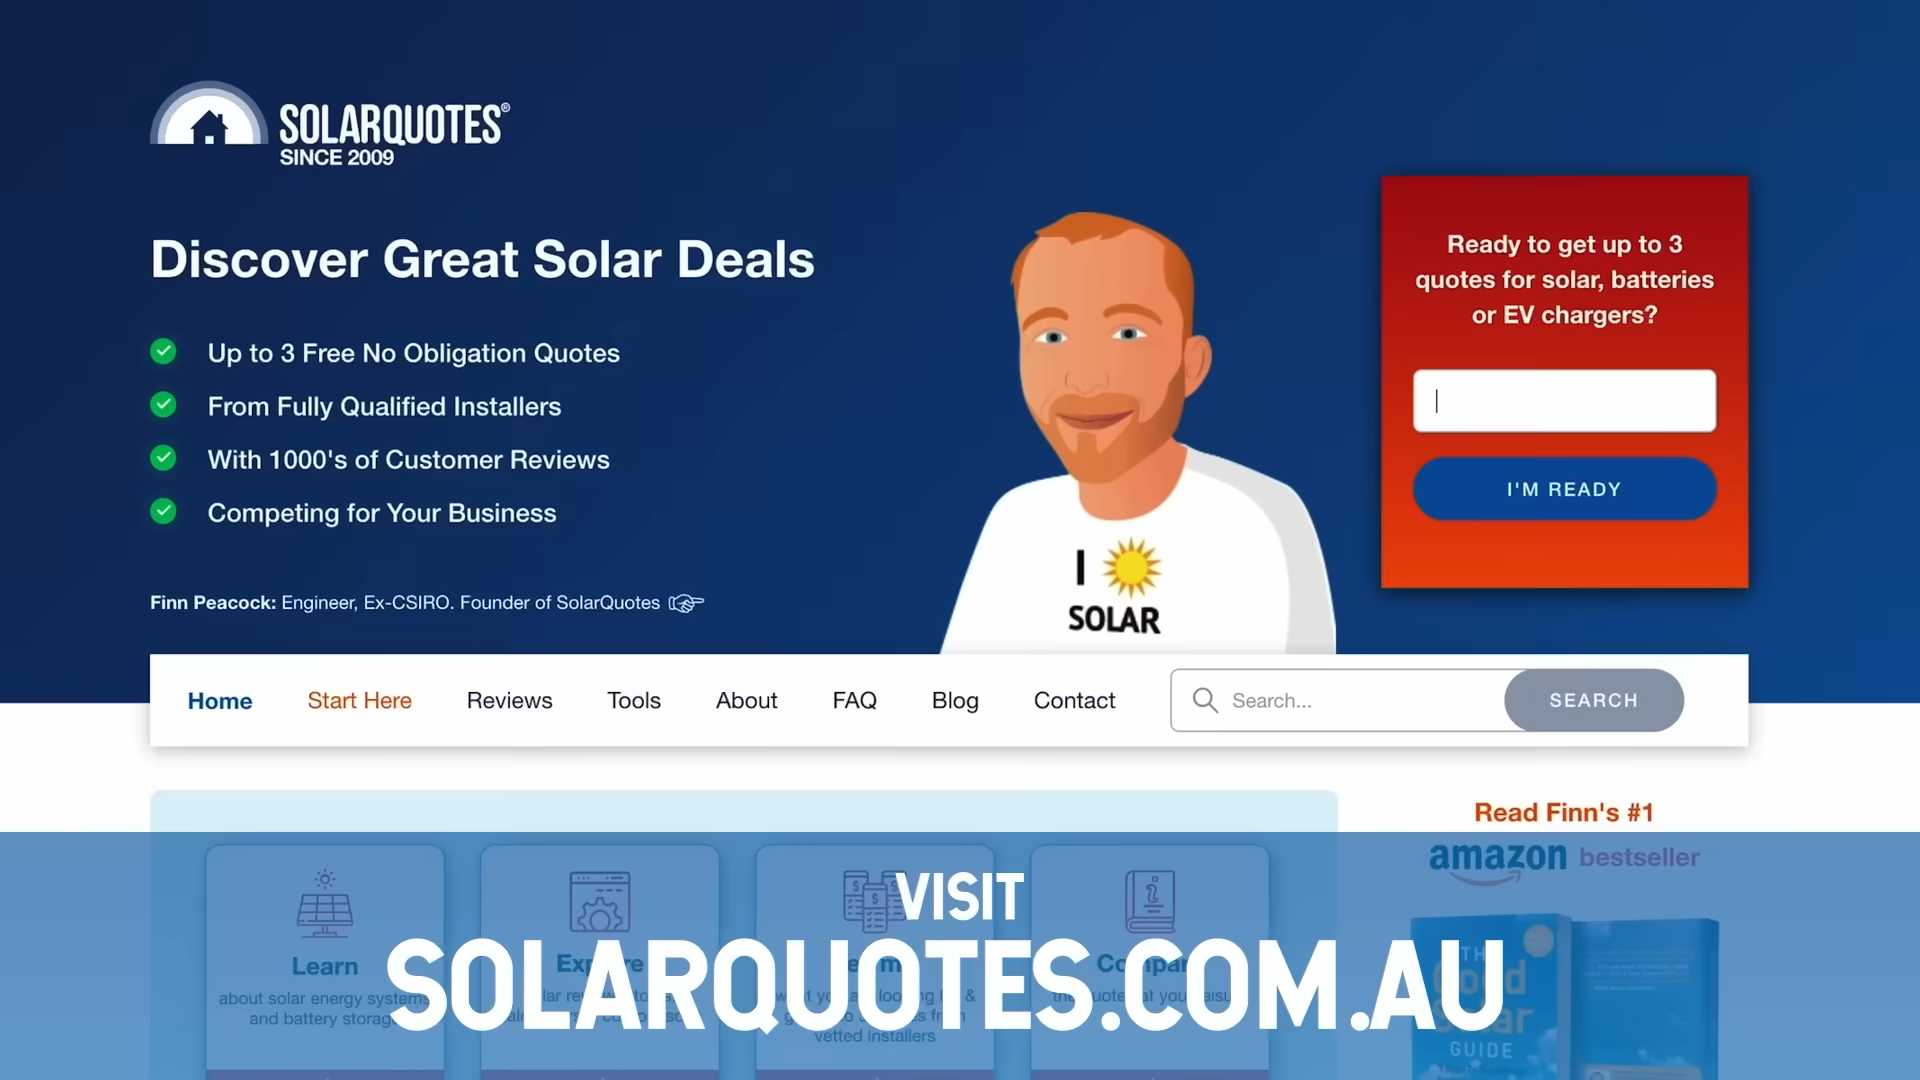 SOLARQUOTES®
SINCE 2009
Discover Great Solar Deals
Up to 3 Free No Obligation Quotes
From Fully Qualified Installers
With 1000's of Customer Reviews
Competing for Your Business
Finn Peacock: Engineer, Ex-CSIRO. Founder of SolarQuotes
I
SOLAR
Ready to get up to 3
quotes for solar, batteries
or EV chargers?
I'M READY
Home
Start Here
Reviews
Tools
About
FAQ
Blog
Contact
Search...
SEARCH
Read Finn's #1
amazon bestseller
Learn
about solar energy systems
and battery storage
vetted installers
GUIDE
VISIT
SOLARQUOTES.COM.AU